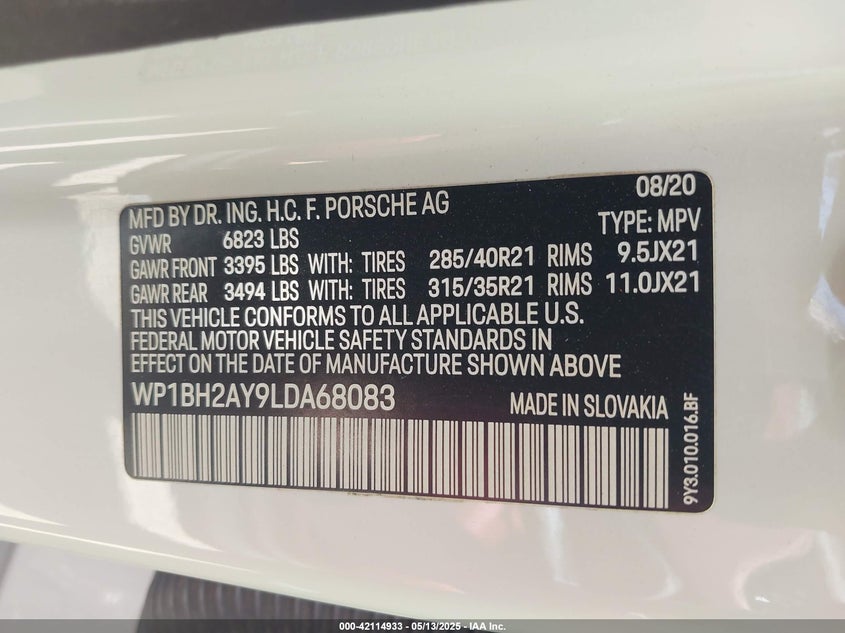 08/20
MFD BY DR. ING. H.C. F. PORSCHE AG
TYPE: MPV
GVWR 6823 LBS
GAWR FRONT 3395 LBS WITH: TIRES 285/40R21 RIMS 9.5JX21
GAWR REAR 3494 LBS WITH: TIRES 315/35R21 RIMS 11.0JX21
THIS VEHICLE CONFORMS TO ALL APPLICABLE U.S.
FEDERAL MOTOR VEHICLE SAFETY STANDARDS IN
EFFECT ON THE DATE OF MANUFACTURE SHOWN ABOVE
WP1BH2AY9LDA68083 MADE IN SLOVAKIA
9Y3.010.016.BF
000-42114933 - 05/13/2025 - IAA Inc.